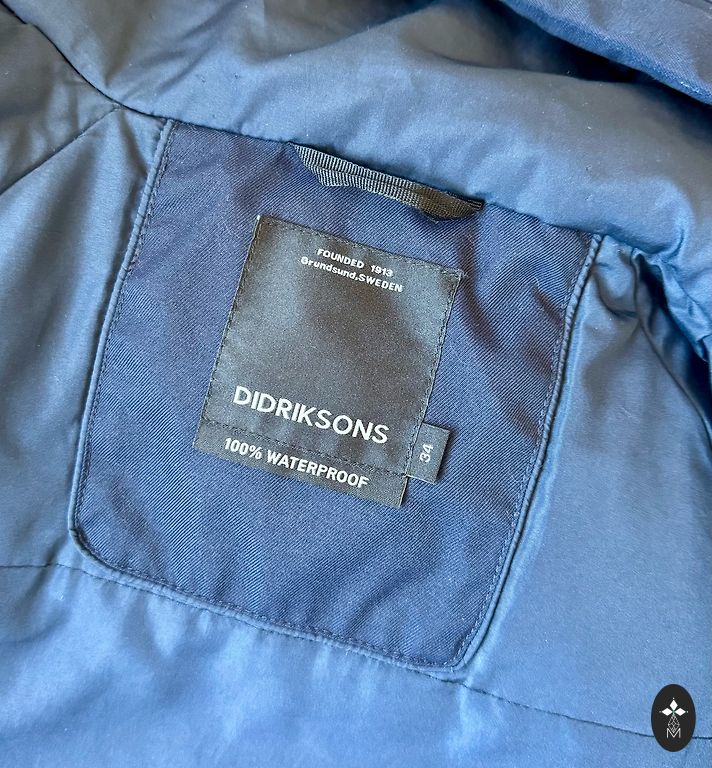 FOUNDED 1913
Grundsund,SWEDEN
DIDRIKSONS
34
100% WATERPROOF
M